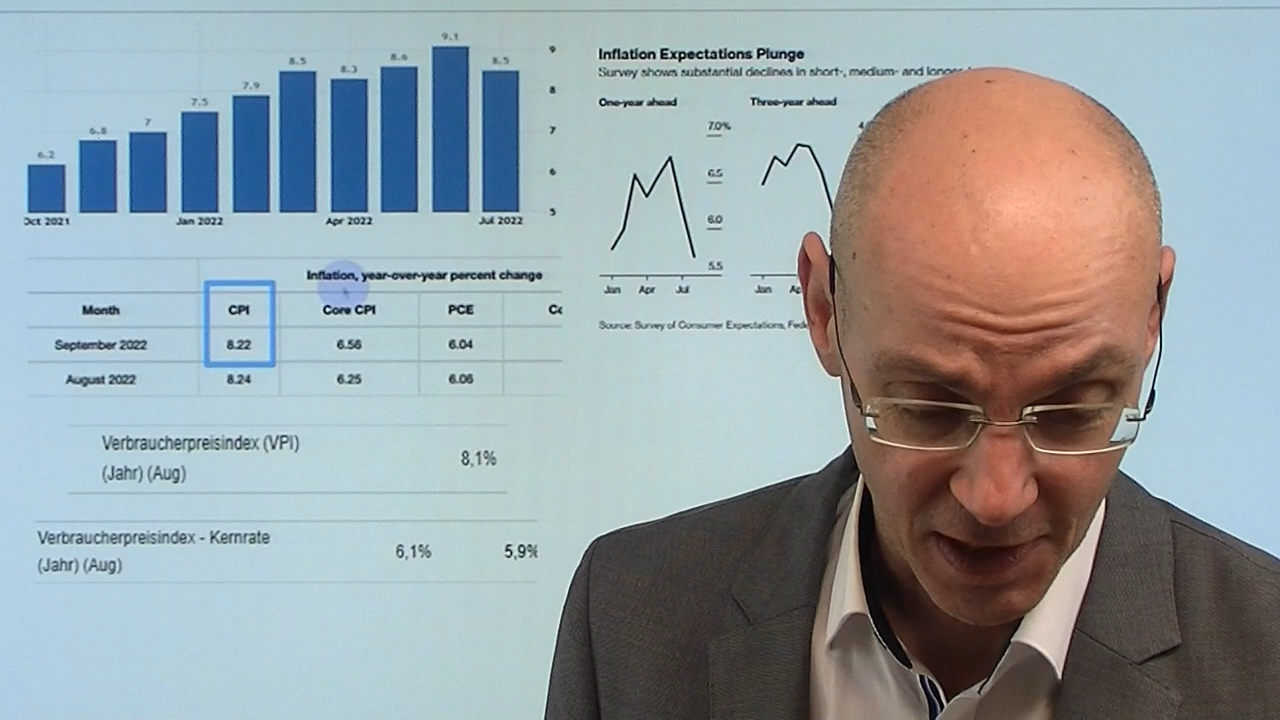 9.1
8.5
8.3
8.6
8.5
7.9
7.5
7
6.8
6.2
9
8
7
6
5
Oct 2021
Jan 2022
Apr 2022
Jul 2022
Inflation, year-over-year percent change
Month
CPI
Core CPI
PCE
September 2022
8.22
6.56
6.04
August 2022
8.24
6.25
6.06
Verbraucherpreisindex (VPI)
(Jahr) (Aug)
8,1%
Verbraucherpreisindex - Kernrate
(Jahr) (Aug)
6,1%
5,9%
Inflation Expectations Plunge
Survey shows substantial declines in short-, medium- and longer
One-year ahead
Three-year ahead
7.0%
6.5
6.0
5.5
Jan
Apr
Jul
Jan
Source: Survey of Consumer Expectations,